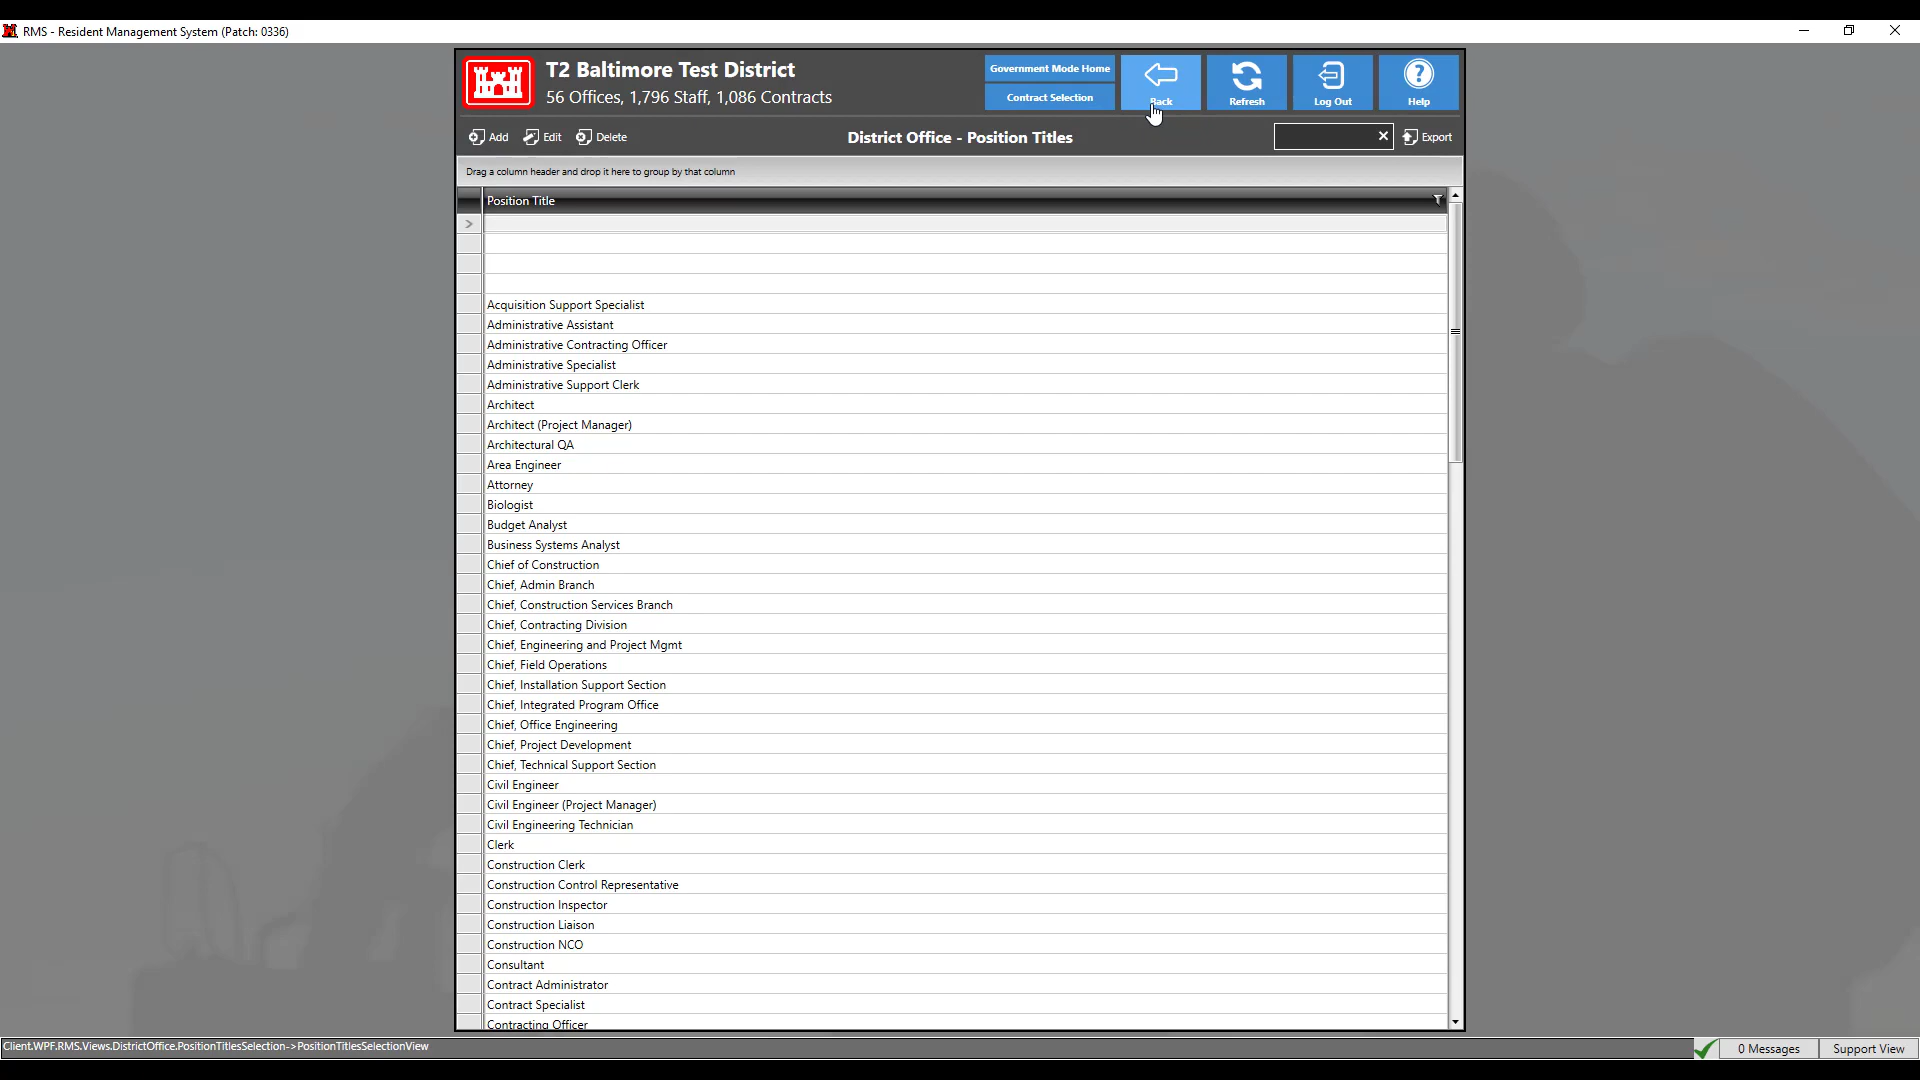 RMS - Resident Management System (Patch: 0336)
T2 Baltimore Test District
56 Offices, 1,796 Staff, 1,086 Contracts
Government Mode Home
Contract Selection
Back
Refresh
Log Out
Help
Add
Edit
Delete
District Office - Position Titles
Export
Drag a column header and drop it here to group by that column
Position Title
Acquisition Support Specialist
Administrative Assistant
Administrative Contracting Officer
Administrative Specialist
Administrative Support Clerk
Architect
Architect (Project Manager)
Architectural QA
Area Engineer
Attorney
Biologist
Budget Analyst
Business Systems Analyst
Chief of Construction
Chief, Admin Branch
Chief, Construction Services Branch
Chief, Contracting Division
Chief, Engineering and Project Mgmt
Chief, Field Operations
Chief, Installation Support Section
Chief, Integrated Program Office
Chief, Office Engineering
Chief, Project Development
Chief, Technical Support Section
Civil Engineer
Civil Engineer (Project Manager)
Civil Engineering Technician
Clerk
Construction Clerk
Construction Control Representative
Construction Inspector
Construction Liaison
Construction NCO
Consultant
Contract Administrator
Contract Specialist
Contracting Officer
Client.WPF.RMS.Views.DistrictOffice.PositionTitlesSelection->PositionTitlesSelectionView
0 Messages
Support View